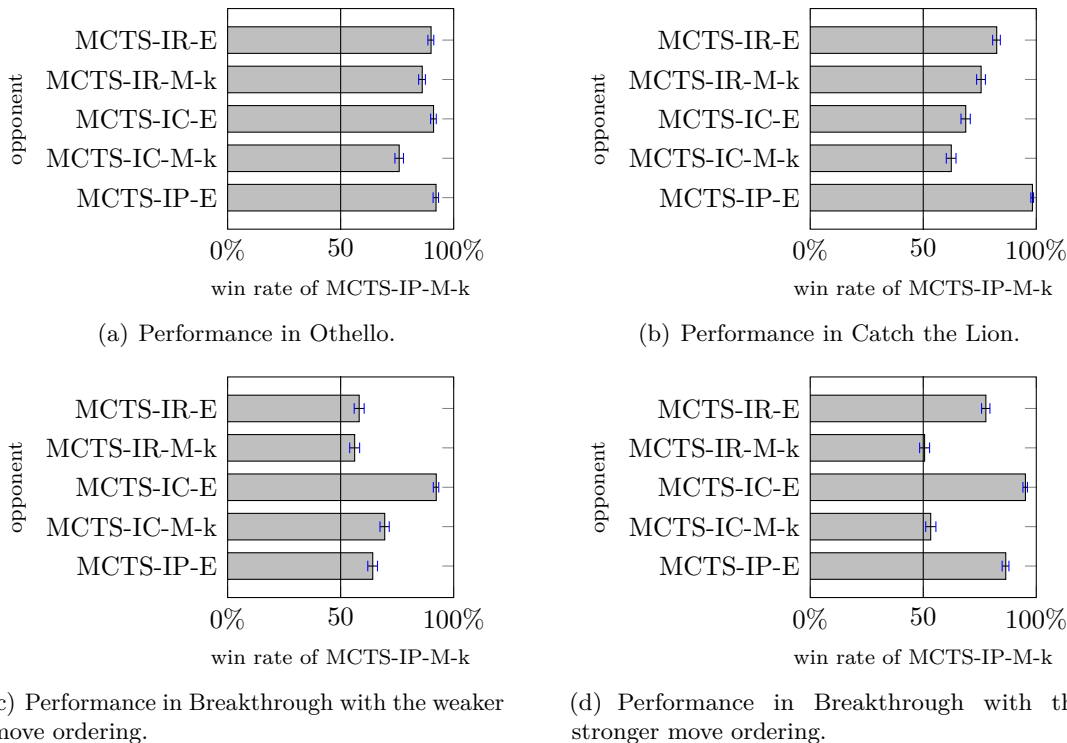 MCTS-IR-E
MCTS-IR-M-k
MCTS-IC-E
MCTS-IC-M-k
MCTS-IP-E
opponent
0% 50 100%
win rate of MCTS-IP-M-k
(a) Performance in Othello.
MCTS-IR-E
MCTS-IR-M-k
MCTS-IC-E
MCTS-IC-M-k
MCTS-IP-E
opponent
0% 50 100%
win rate of MCTS-IP-M-k
(b) Performance in Catch the Lion.
MCTS-IR-E
MCTS-IR-M-k
MCTS-IC-E
MCTS-IC-M-k
MCTS-IP-E
opponent
0% 50 100%
win rate of MCTS-IP-M-k
c) Performance in Breakthrough with the weaker
move ordering.
MCTS-IR-E
MCTS-IR-M-k
MCTS-IC-E
MCTS-IC-M-k
MCTS-IP-E
opponent
0% 50 100%
win rate of MCTS-IP-M-k
(d) Performance in Breakthrough with th
stronger move ordering.